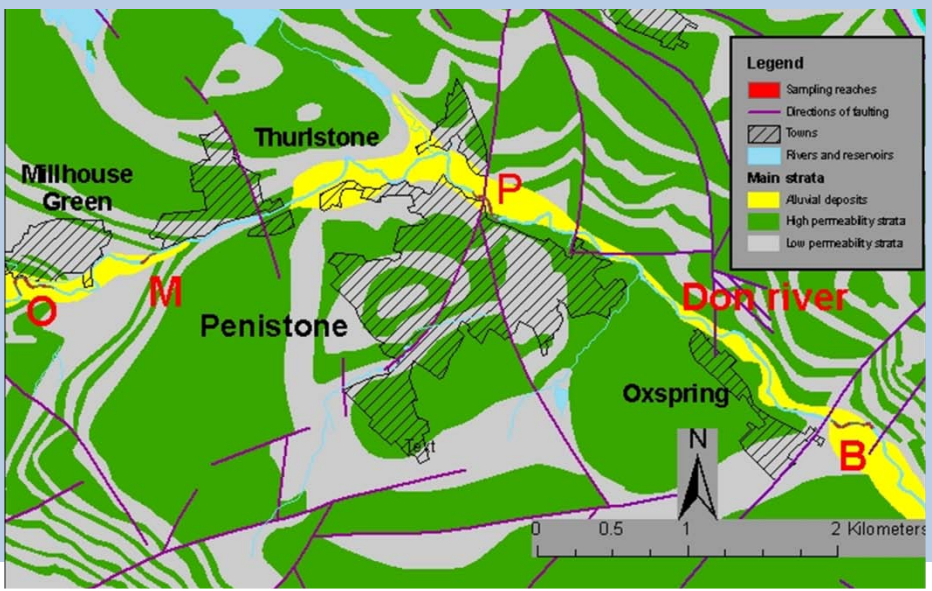 Legend
Sampling reaches
Directions of faulting
Towns
Rivers and reservoirs
Main strata
Alluvial deposits
High permeability strata
Low permeability strata
Thurlstone
Millhouse
Green
P
O
M
Don river
Penistone
Oxspring
Text
B
N
0 0.5 1 2 Kilometers